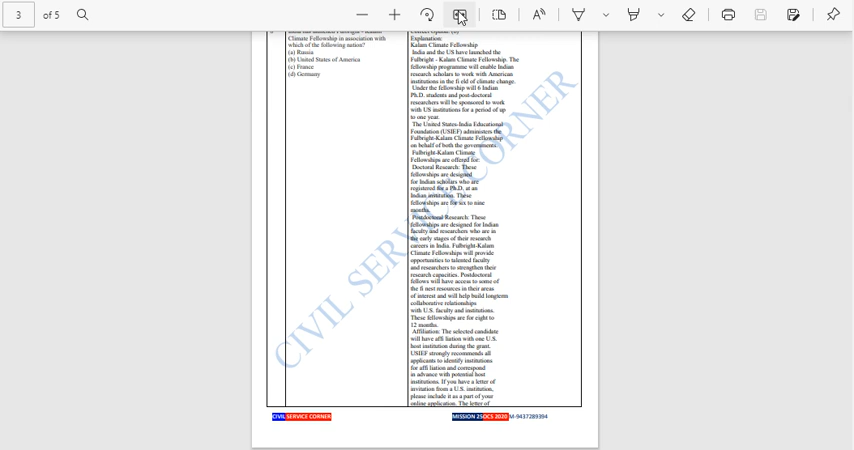 3
of 5
Climate Fellowship in association with
which of the following nation?
(a) Russia
(b) United States of America
(c) France
(d) Germany
Explanation:
Kalam Climate Fellowship
India and the US have launched the
Fulbright - Kalam Climate Fellowship. The
fellowship programme will enable Indian
research scholars to work with American
institutions in the fi eld of climate change.
Under the fellowship will 6 Indian
Ph.D. students and post-doctoral
researchers will be sponsored to work
with US institutions for a period of up
to one year.
The United States-India Educational
Foundation (USIEF) administers the
Fulbright-Kalam Climate Fellowship
on behalf of both the governments.
Fulbright-Kalam Climate
Fellowships are offered for:
Doctoral Research: These
fellowships are designed
for Indian scholars who are
registered for a Ph.D. at an
Indian institution. These
fellowships are for six to nine
months.
Postdoctoral Research: These
fellowships are designed for Indian
faculty and researchers who are in
the early stages of their research
careers in India. Fulbright-Kalam
Climate Fellowships will provide
opportunities to talented faculty
and researchers to strengthen their
research capacities. Postdoctoral
fellows will have access to some of
the fi nest resources in their areas
of interest and will help build longterm
collaborative relationships
with U.S. faculty and institutions.
These fellowships are for eight to
12 months.
Affiliation: The selected candidate
will have affi liation with one U.S.
host institution during the grant.
USIEF strongly recommends all
applicants to identify institutions
for affi liation and correspond
in advance with potential host
institutions. If you have a letter of
invitation from a U.S. institution,
please include it as a part of your
online application. The letter of
CIVIL SERVICE CORNER
CIVIL SERVICE CORNER
MISSION 25OCS 2020 M-9437289394